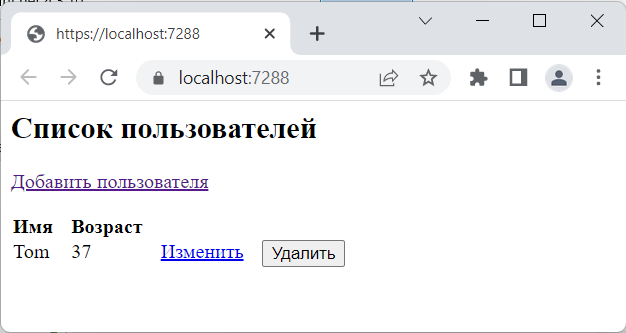 https://localhost:7288
localhost:7288
Список пользователей
Добавить пользователя
Имя Возраст
Tom 37 Изменить Удалить